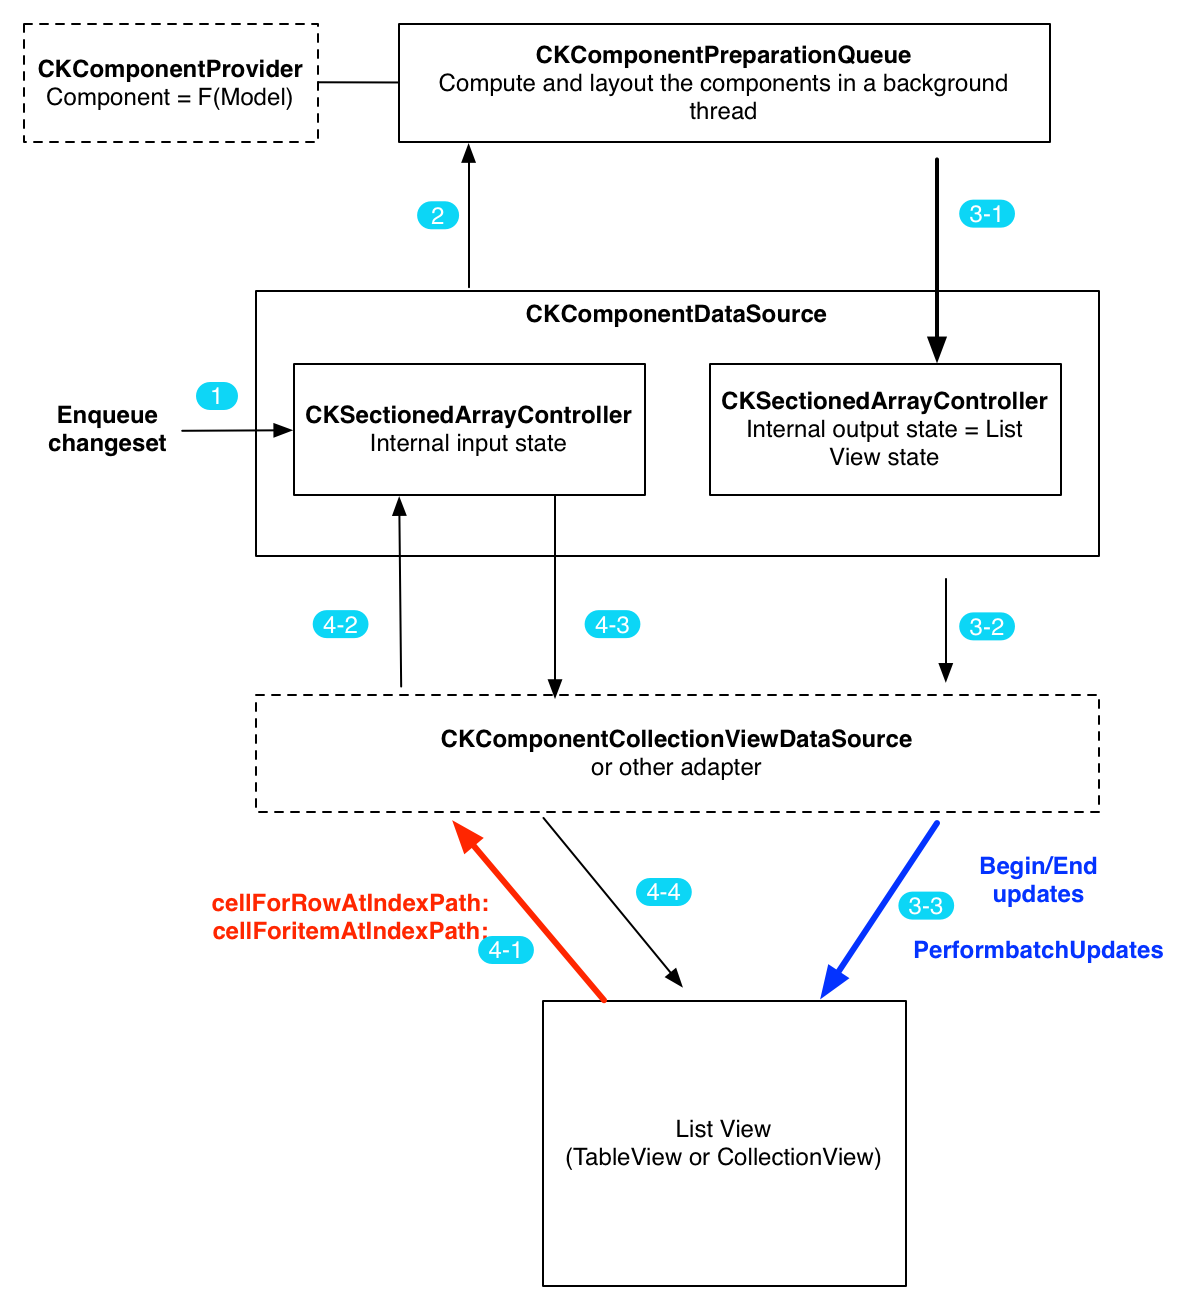 CKComponentProvider
Component = F(Model)
CKComponentPreparationQueue
Compute and layout the components in a background
thread
2
3-1
CKComponentDataSource
1
Enqueue
changeset
CKSectionedArrayController
Internal input state
CKSectionedArrayController
Internal output state = List
View state
4-2
4-3
3-2
CKComponentCollectionViewDataSource
or other adapter
cellForRowAtIndexPath:
cellForitemAtIndexPath:
4-1
4-4
3-3
Begin/End
updates
PerformbatchUpdates
List View
(TableView or CollectionView)